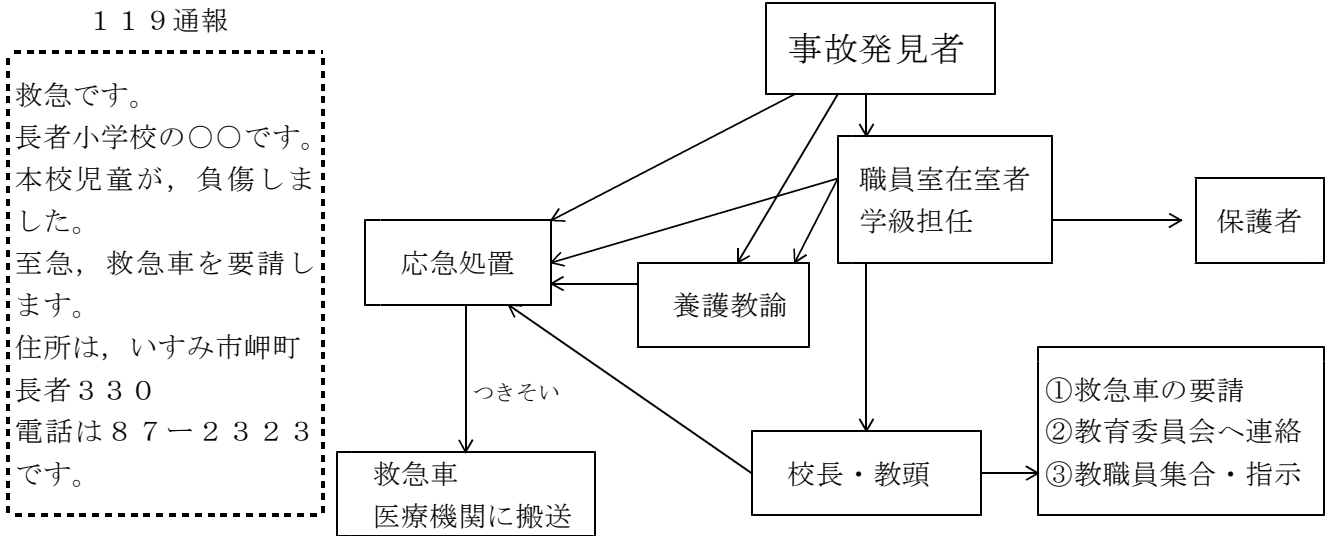 １１９通報
救急です。
長者小学校の○○です。
本校児童が，負傷しま
した。
至急，救急車を要請し
ます。
住所は，いすみ市岬町
長者３３０
電話は８７ー２３２３
です。
事故発見者
職員室在室者
学級担任
保護者
応急処置
養護教諭
つきそい
救急車
医療機関に搬送
校長・教頭
①救急車の要請
②教育委員会へ連絡
③教職員集合・指示